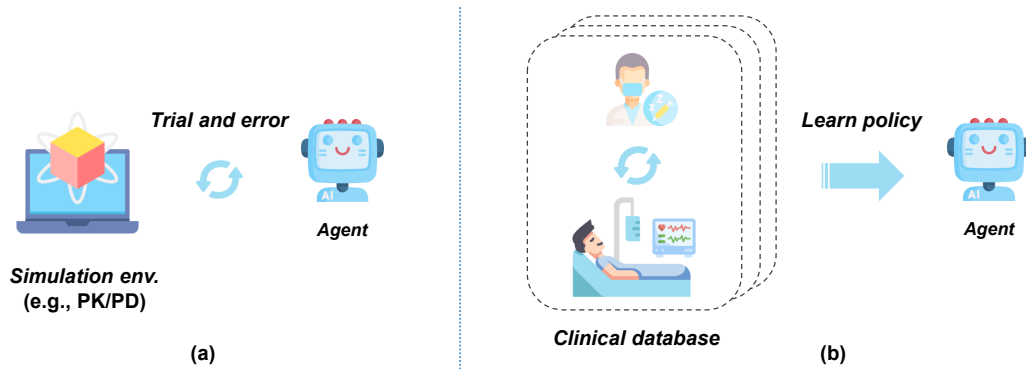 Trial and error
AI
Agent
Simulation env.
(e.g., PK/PD)
(a)
z z z
Clinical database
Learn policy
AI
Agent
(b)